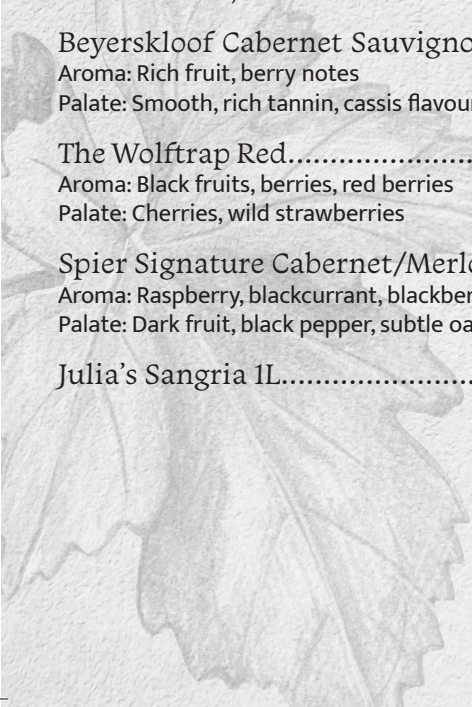 Beyerskloof Cabernet Sauvigno
Aroma: Rich fruit, berry notes
Palate: Smooth, rich tannin, cassis flavou
The Wolftrap Red.......................
Aroma: Black fruits, berries, red berries
Palate: Cherries, wild strawberries
Spier Signature Cabernet/Merlo
Aroma: Raspberry, blackcurrant, blackber
Palate: Dark fruit, black pepper, subtle oa
Julia’s Sangria 1L........................